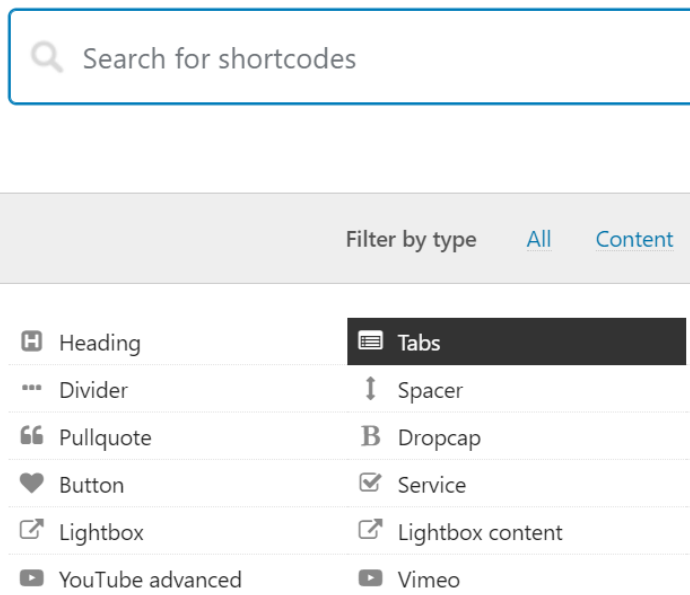 Search for shortcodes
Filter by type All Content
Heading Tabs
Divider Spacer
Pullquote Dropcap
Button Service
Lightbox Lightbox content
YouTube advanced Vimeo